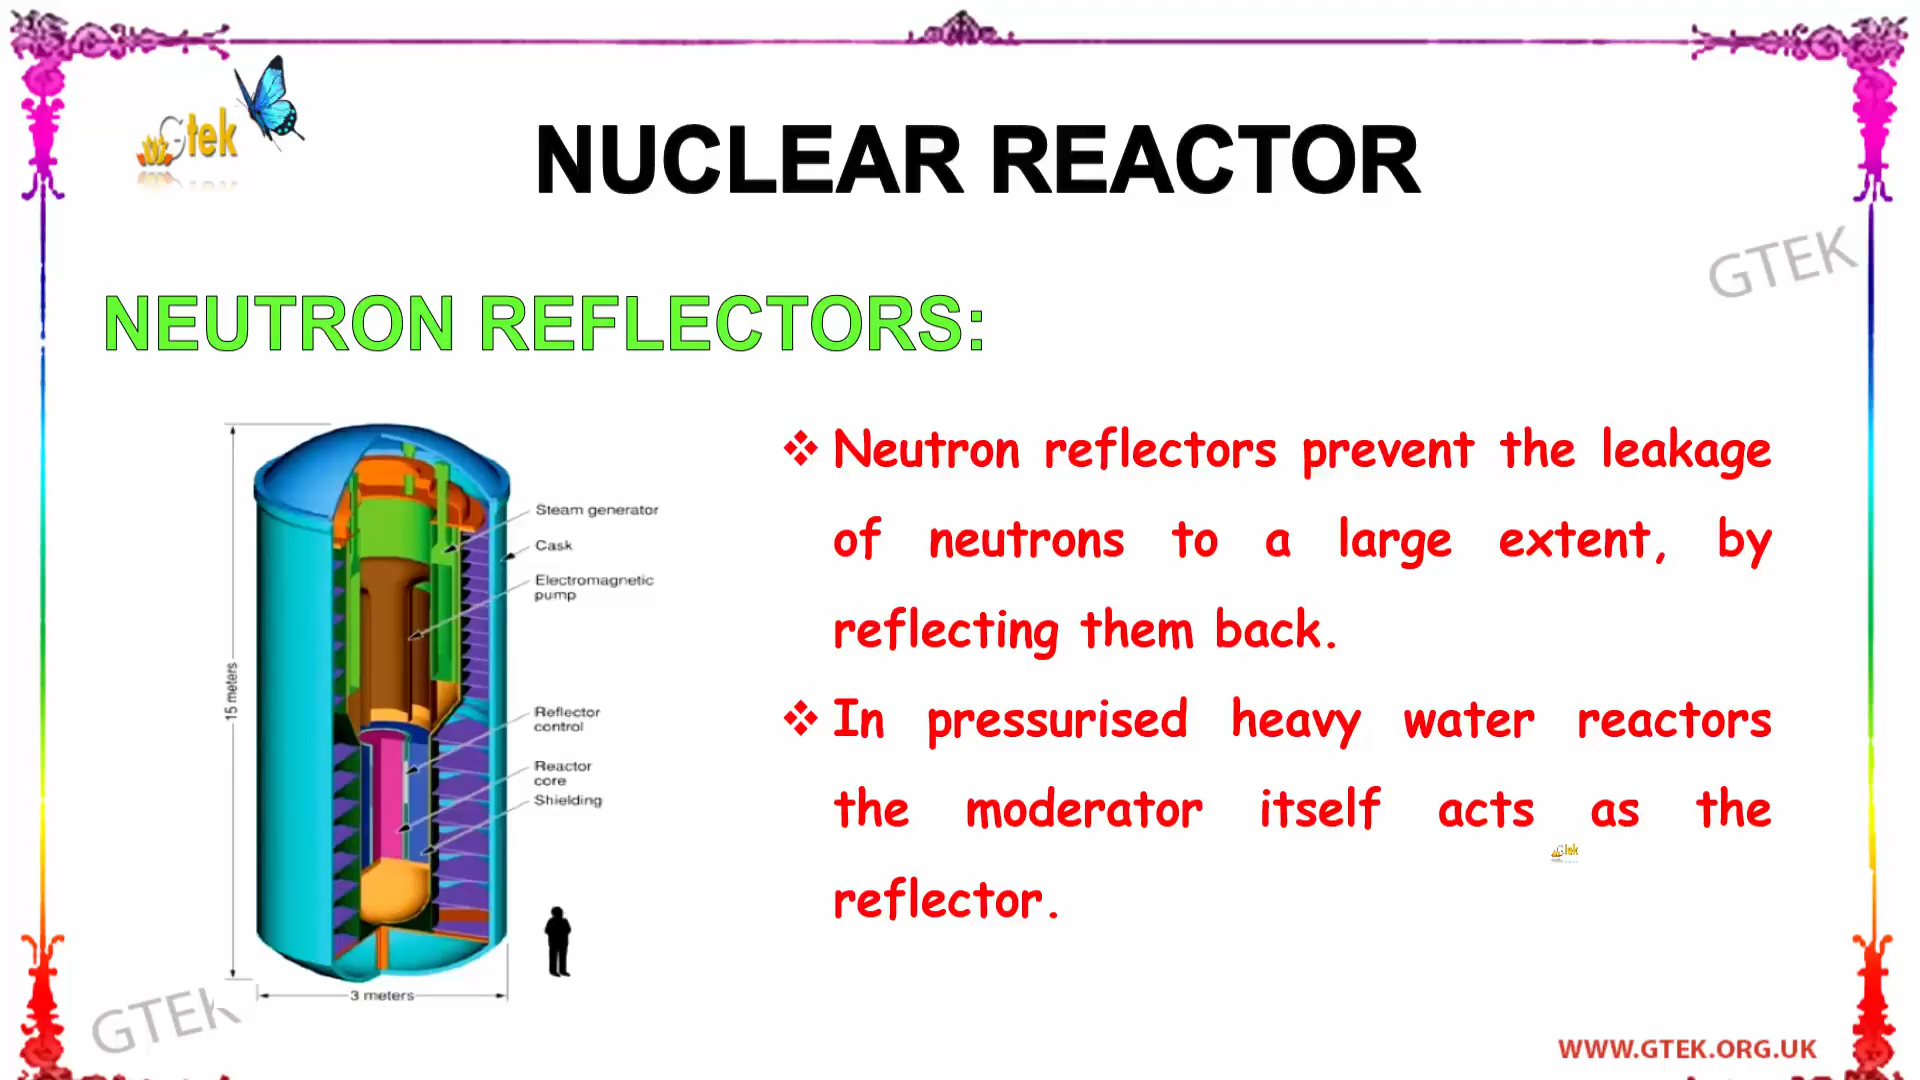 Gtek
NUCLEAR REACTOR
GTEK
NEUTRON REFLECTORS:
Steam generator
Cask
Electromagnetic
pump
15 meters
Reflector
control
Reactor
core
Shielding
3 meters
❖ Neutron reflectors prevent the leakage
of neutrons to a large extent, by
reflecting them back.
❖ In pressurised heavy water reactors
the moderator itself acts as the
reflector.
Gtek
GTEK
WWW.GTEK.ORG.UK